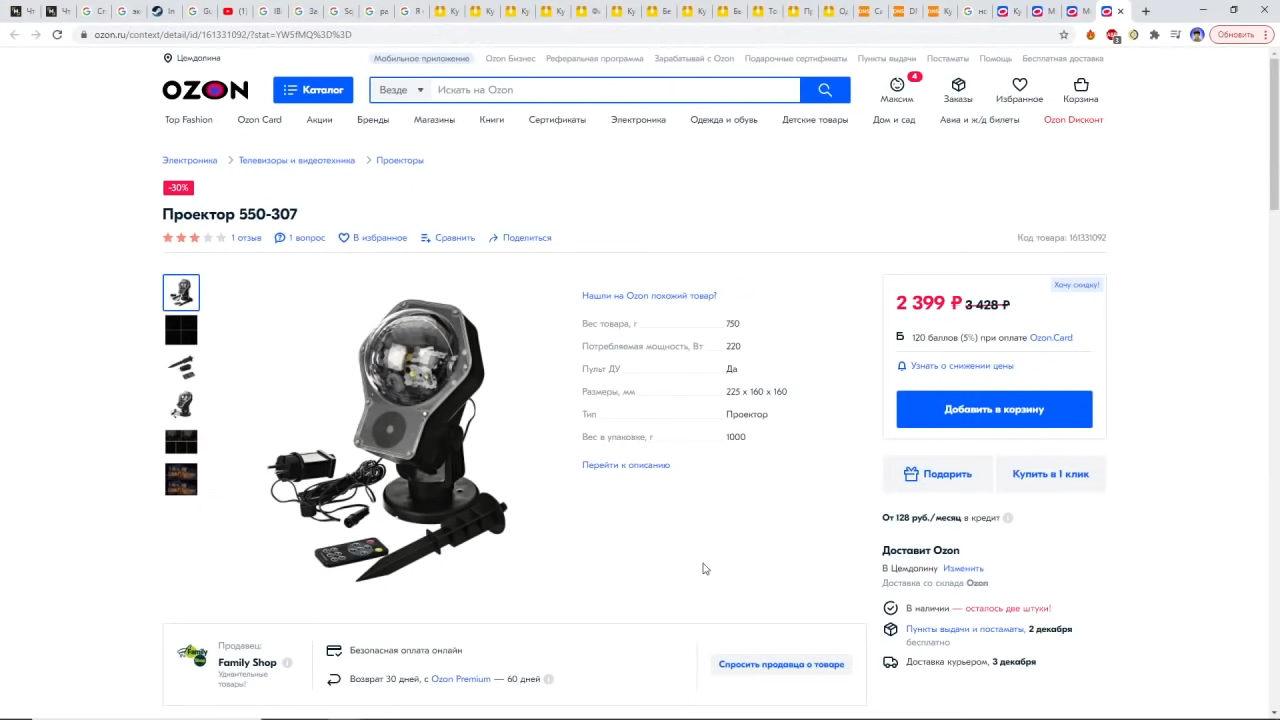 ozon.ru/context/detail/id/161331092/?stat=YW5fMQ%3D%3D
Обновить
Цемдолина
Мобильное приложение Ozon Бизнес Реферальная программа Зарабатывай с Ozon Подарочные сертификаты Пункты выдачи Постаматы Помощь Бесплатная доставка
OZON
Каталог
Везде
Искать на Ozon
4
Максим Заказы Избранное Корзина
Top Fashion Ozon Card Акции Бренды Магазины Книги Сертификаты Электроника Одежда и обувь Детские товары Дом и сад Авиа и ж/д билеты Ozon Dисконт
Электроника Телевизоры и видеотехника Проекторы
-30%
Проектор 550-307
1 отзыв 1 вопрос В избранное Сравнить Поделиться Код товара: 161331092
Нашли на Ozon похожий товар?
Вес товара, г 750
Потребляемая мощность, Вт 220
Пульт ДУ Да
Размеры, мм 225 x 160 x 160
Тип Проектор
Вес в упаковке, г 1000
Перейти к описанию
Хочу скидку!
2 399 ₽ 3 428 ₽
Б 120 баллов (5%) при оплате Ozon.Card
Узнать о снижении цены
Добавить в корзину
Подарить
Купить в 1 клик
От 128 руб./месяц в кредит
Доставит Ozon
В Цемдолину Изменить
Доставка со склада Ozon
В наличии — осталось две штуки!
Пункты выдачи и постаматы, 2 декабря
бесплатно
Доставка курьером, 3 декабря
Family Shop
Продавец:
Family Shop
Удивительные товары!
Безопасная оплата онлайн
Возврат 30 дней, с Ozon Premium — 60 дней
Спросить продавца о товаре